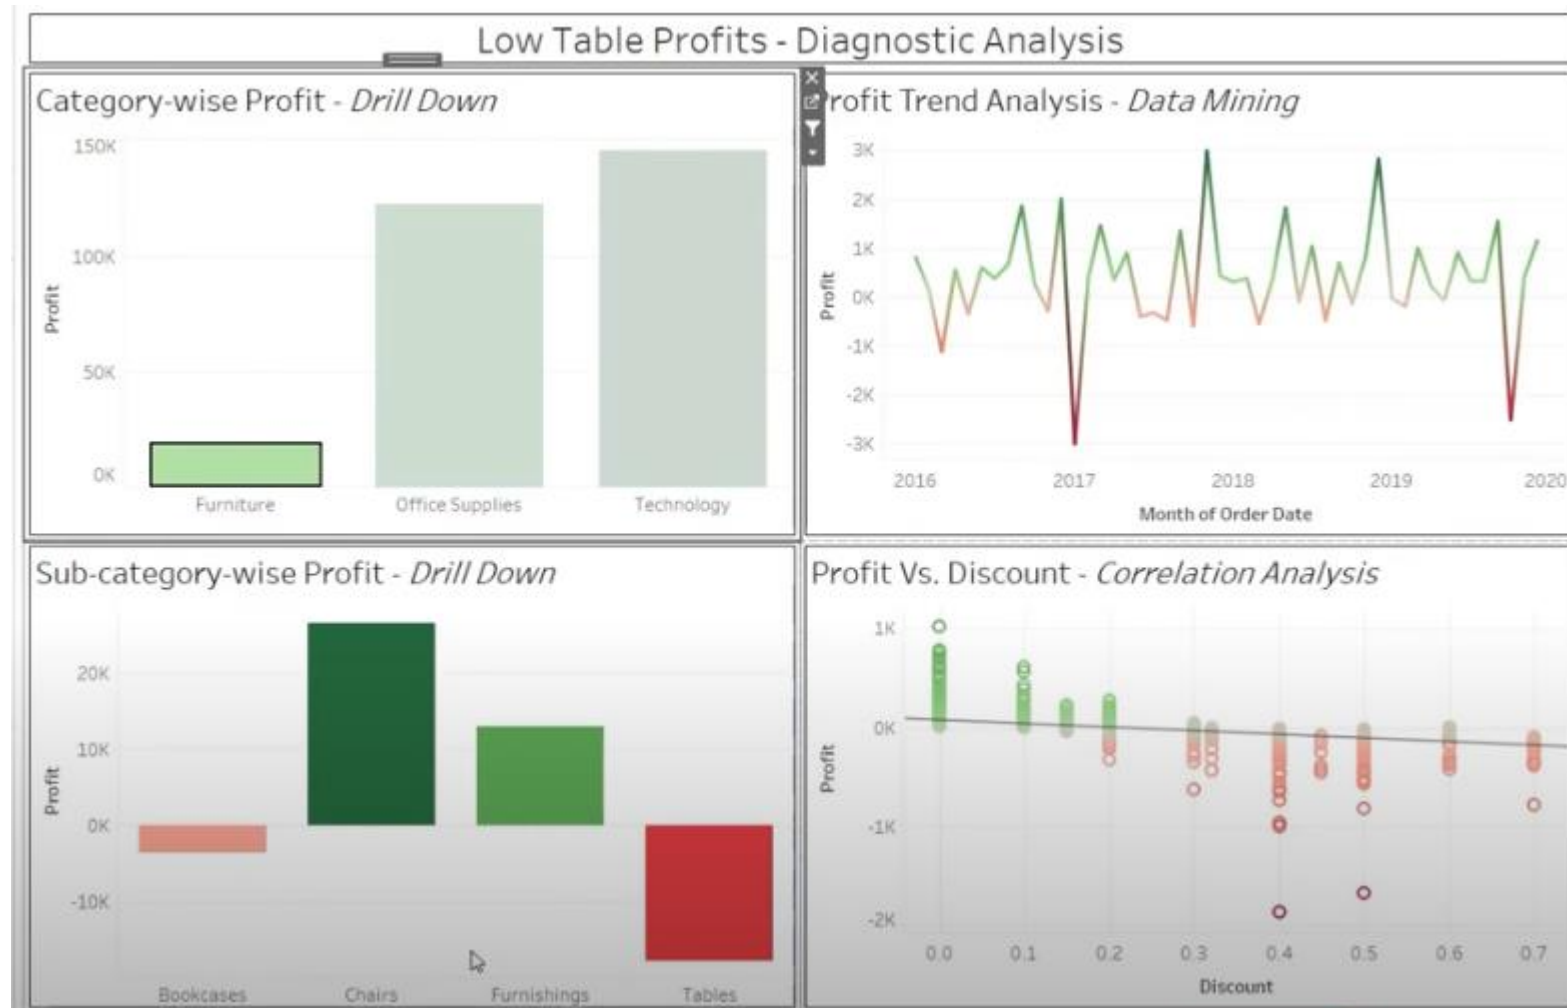 Low Table Profits - Diagnostic Analysis
Category-wise Profit - Drill Down
150K
100K
50K
0K
Profit
Furniture
Office Supplies
Technology
Profit Trend Analysis - Data Mining
3K
2K
1K
0K
-1K
-2K
-3K
Profit
2016
2017
2018
2019
2020
Month of Order Date
Sub-category-wise Profit - Drill Down
20K
10K
0K
-10K
Profit
Bookcases
Chairs
Furnishings
Tables
Profit Vs. Discount - Correlation Analysis
1K
0K
-1K
-2K
Profit
0.0
0.1
0.2
0.3
0.4
0.5
0.6
0.7
Discount